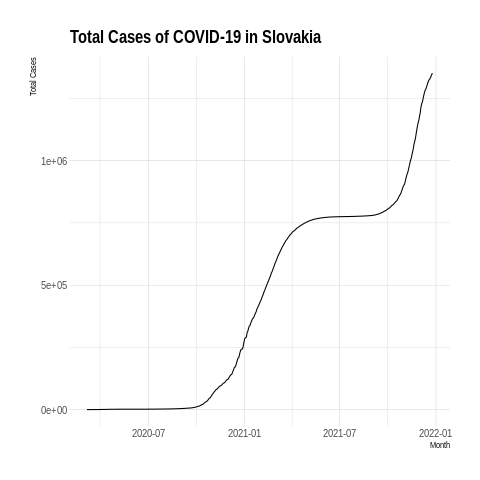 Total Cases of COVID-19 in Slovakia
Total Cases
1e+06
5e+05
0e+00
2020-07 2021-01 2021-07 2022-01
Month